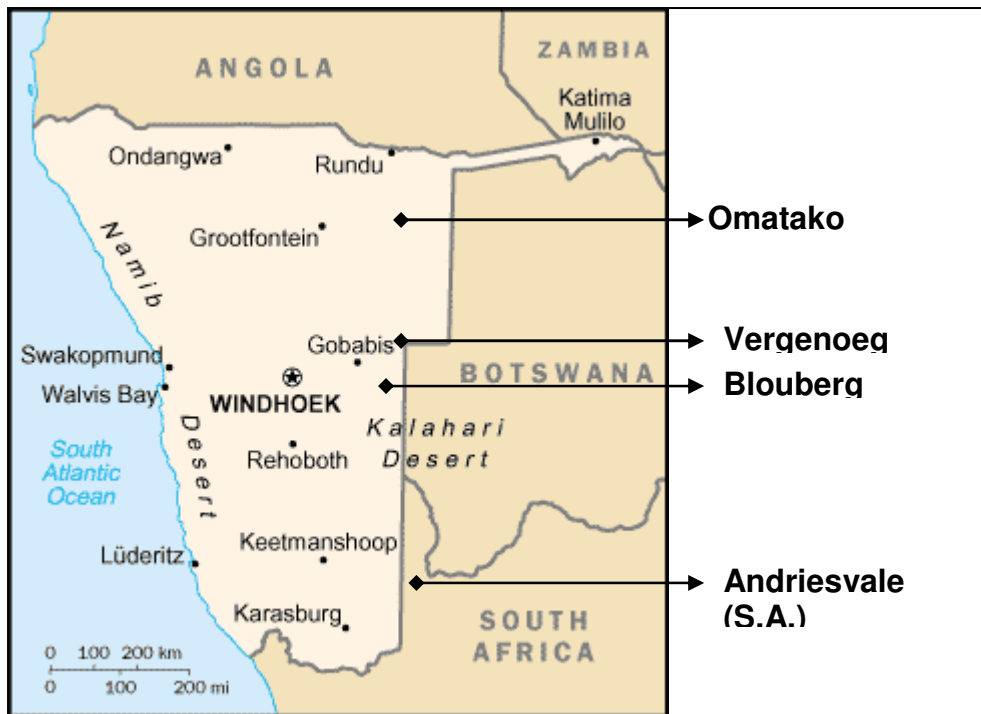 ANGOLA
ZAMBIA
Katima
Mulilo
Ondangwa
Rundu
Omatako
Grootfontein
Namib
Desert
Vergenoeg
Gobabis
Swakopmund
BOTSWANA
Blouberg
Walvis Bay
WINDHOEK
Kalahari
Desert
South
Atlantic
Ocean
Rehoboth
Lüderitz
Keetmanshoop
Andriesvale
(S.A.)
Karasburg
SOUTH
AFRICA
0 100 200 km
0 100 200 mi